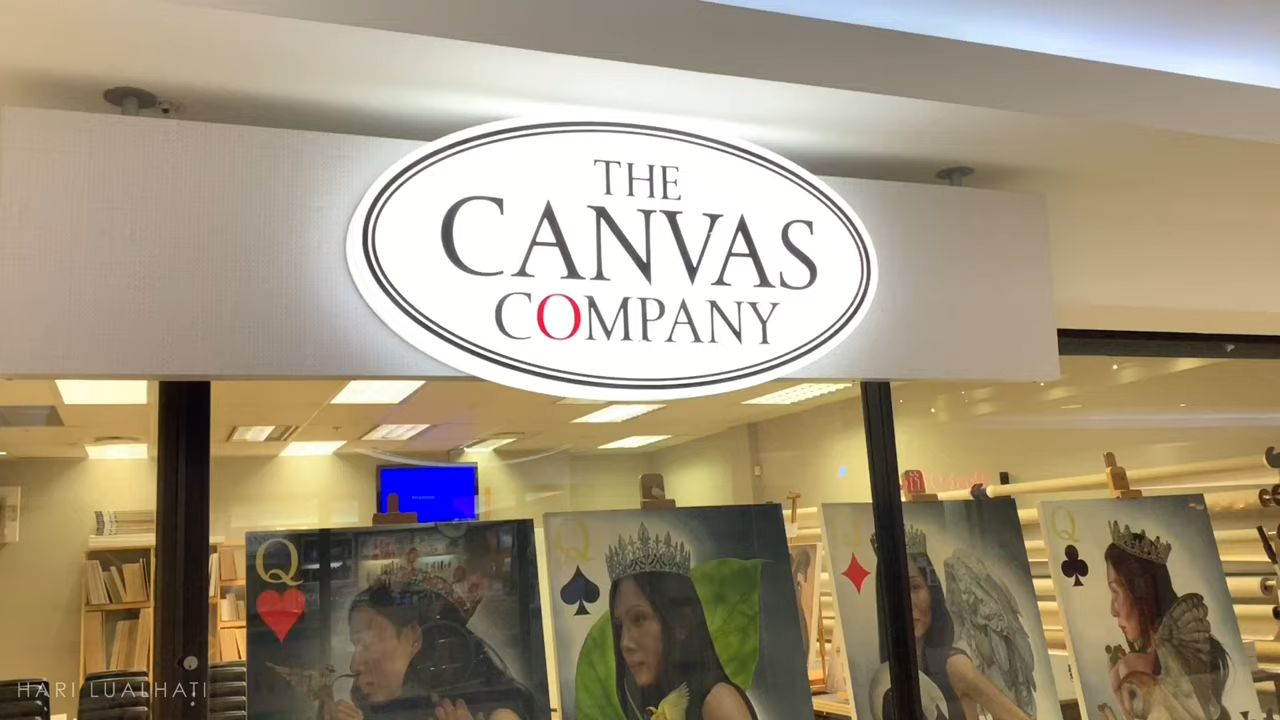 THE
CANVAS
COMPANY
Q
Q
Q
Q
HARI LUALHATI